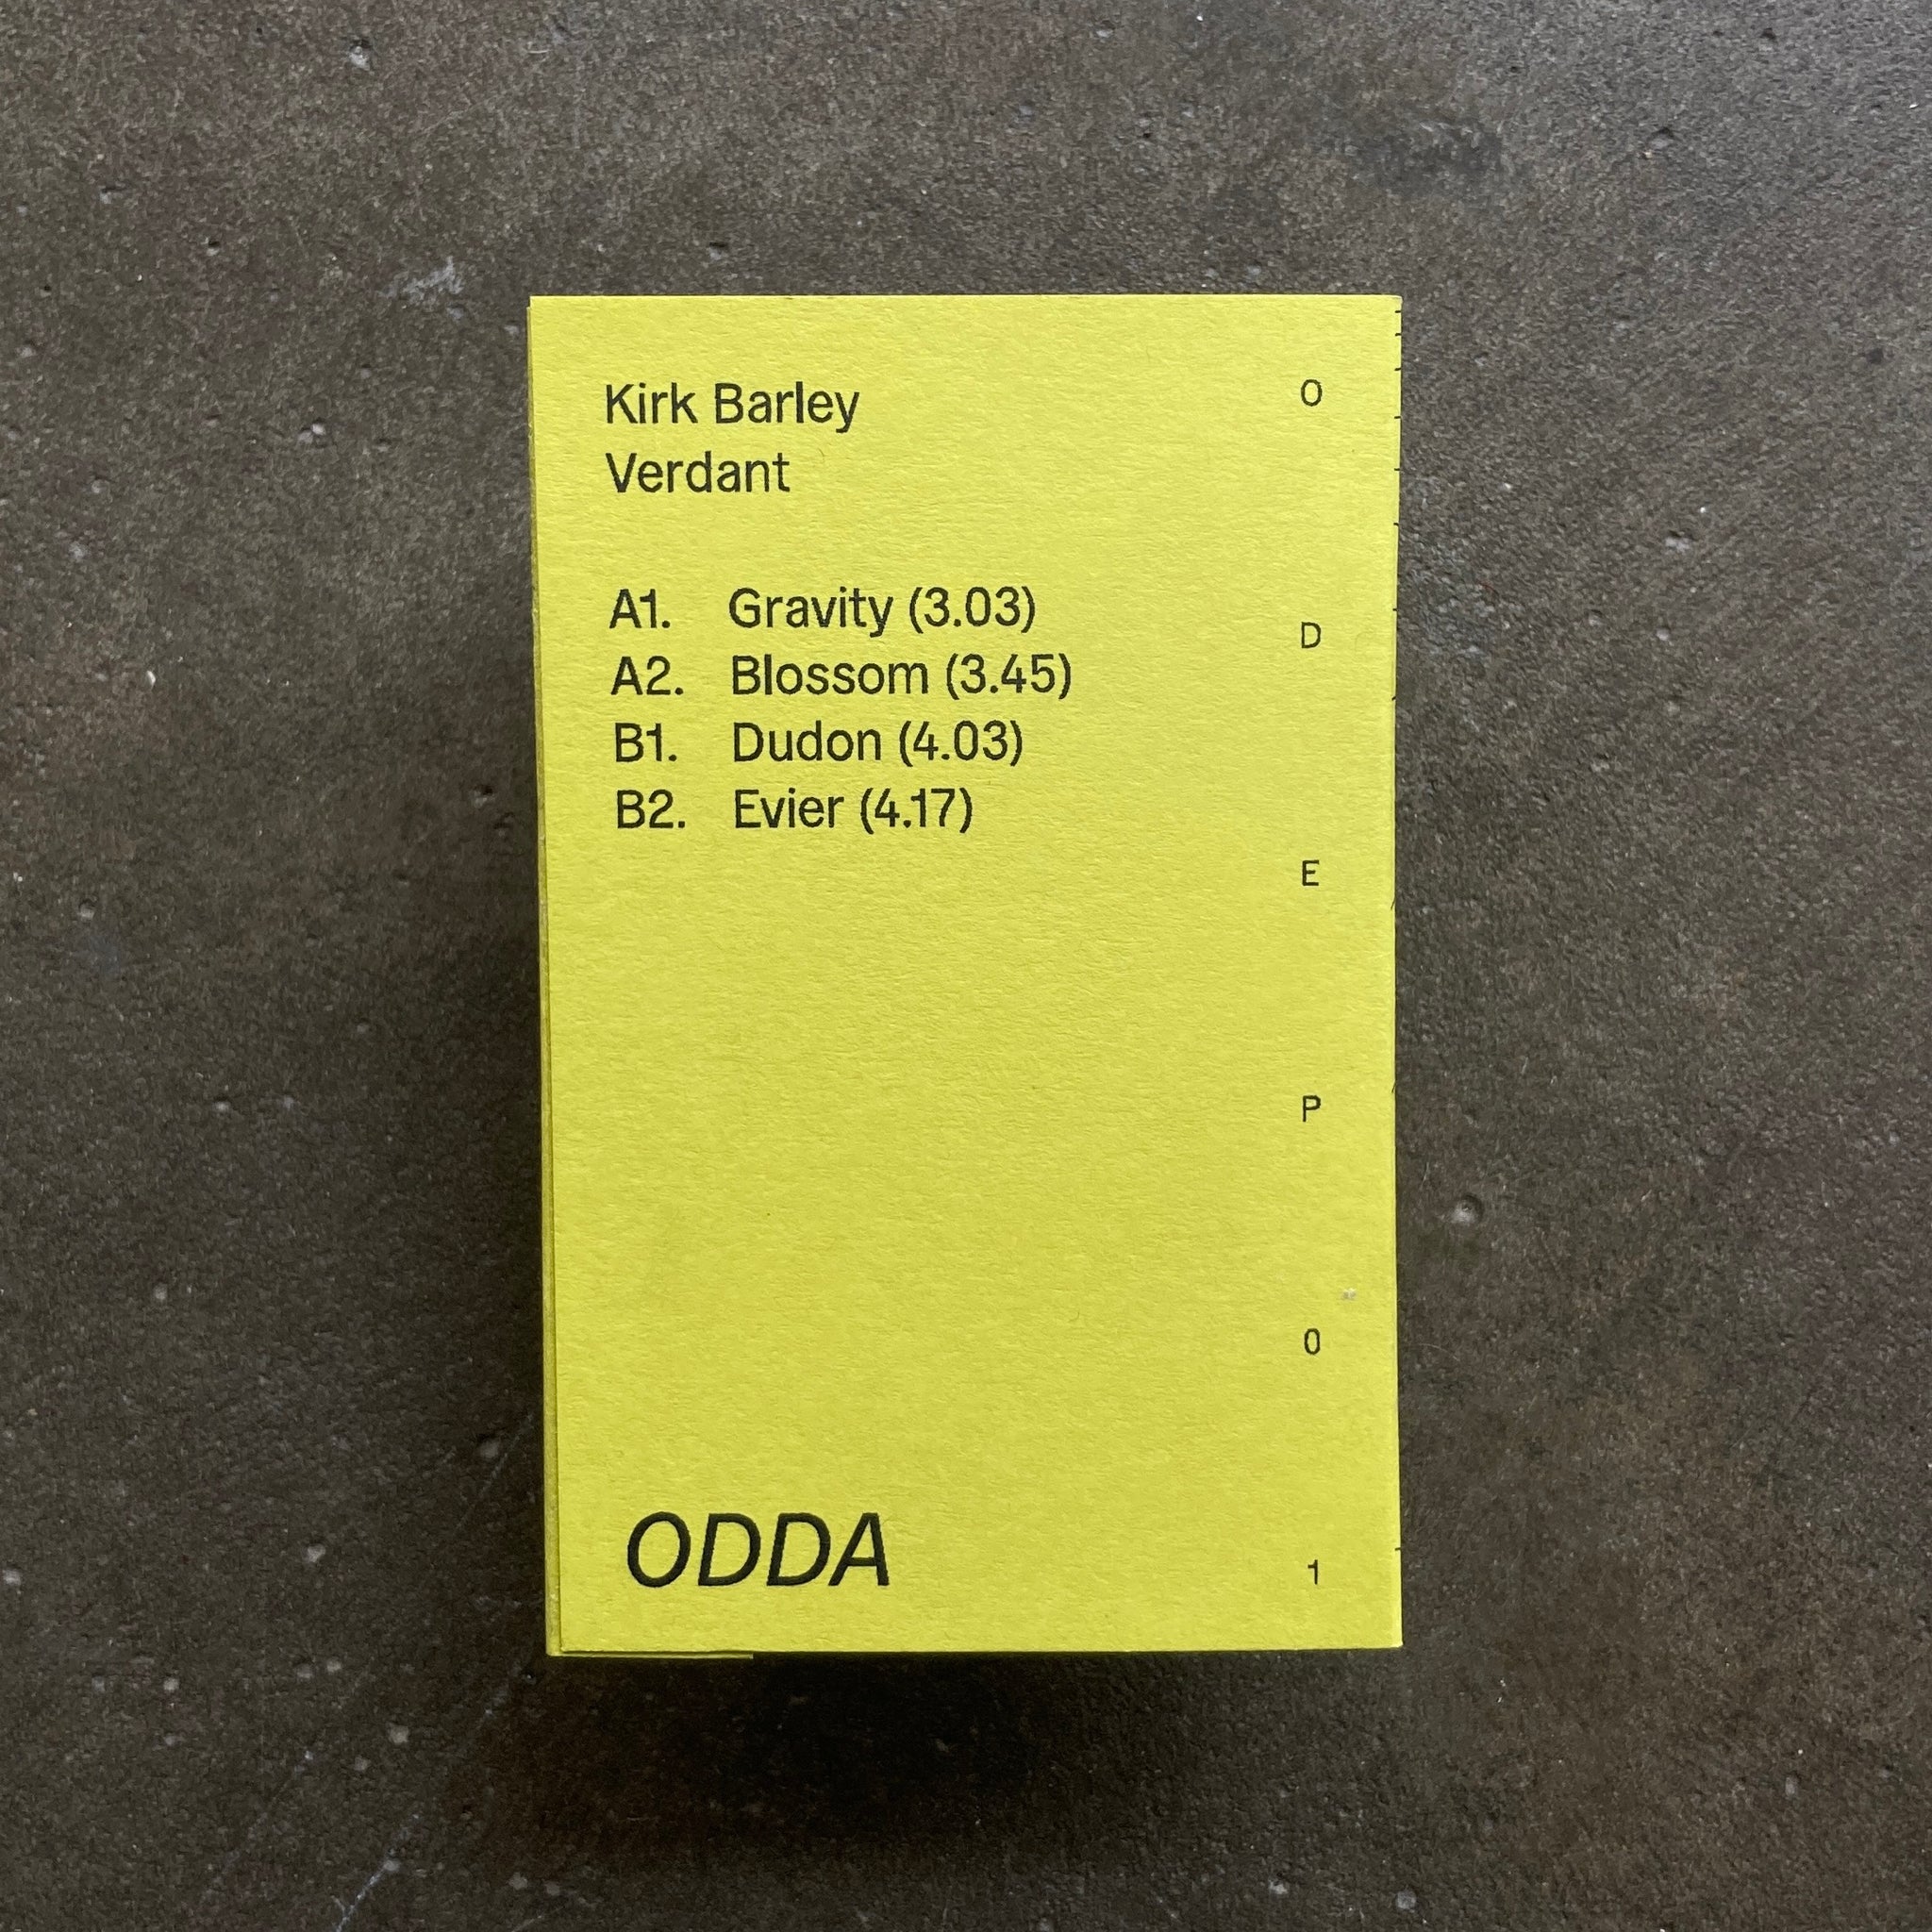 Kirk Barley
Verdant
A1. Gravity (3.03)
A2. Blossom (3.45)
B1. Dudon (4.03)
B2. Evier (4.17)
ODDA
O
D
E
P
0
1